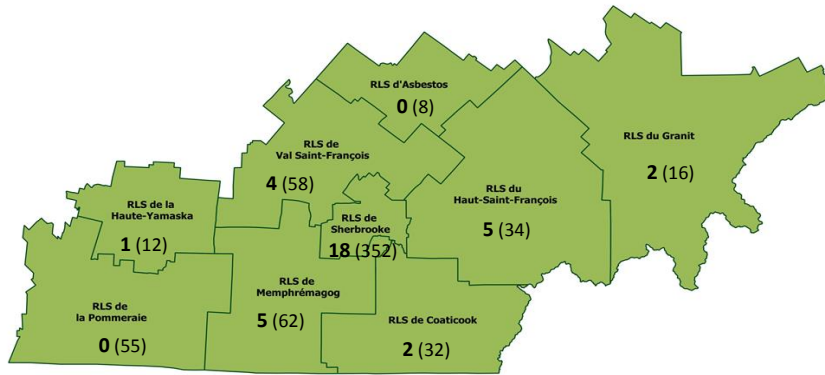 RLS d'Asbestos
0 (8)
RLS de
Val Saint-François
4 (58)
RLS du Granit
2 (16)
RLS du
Haut-Saint-François
5 (34)
RLS de la
Haute-Yamaska
1 (12)
RLS de
Sherbrooke
18 (352)
RLS de
Memphrémagog
5 (62)
RLS de
la Pommeraie
0 (55)
RLS de Coaticook
2 (32)